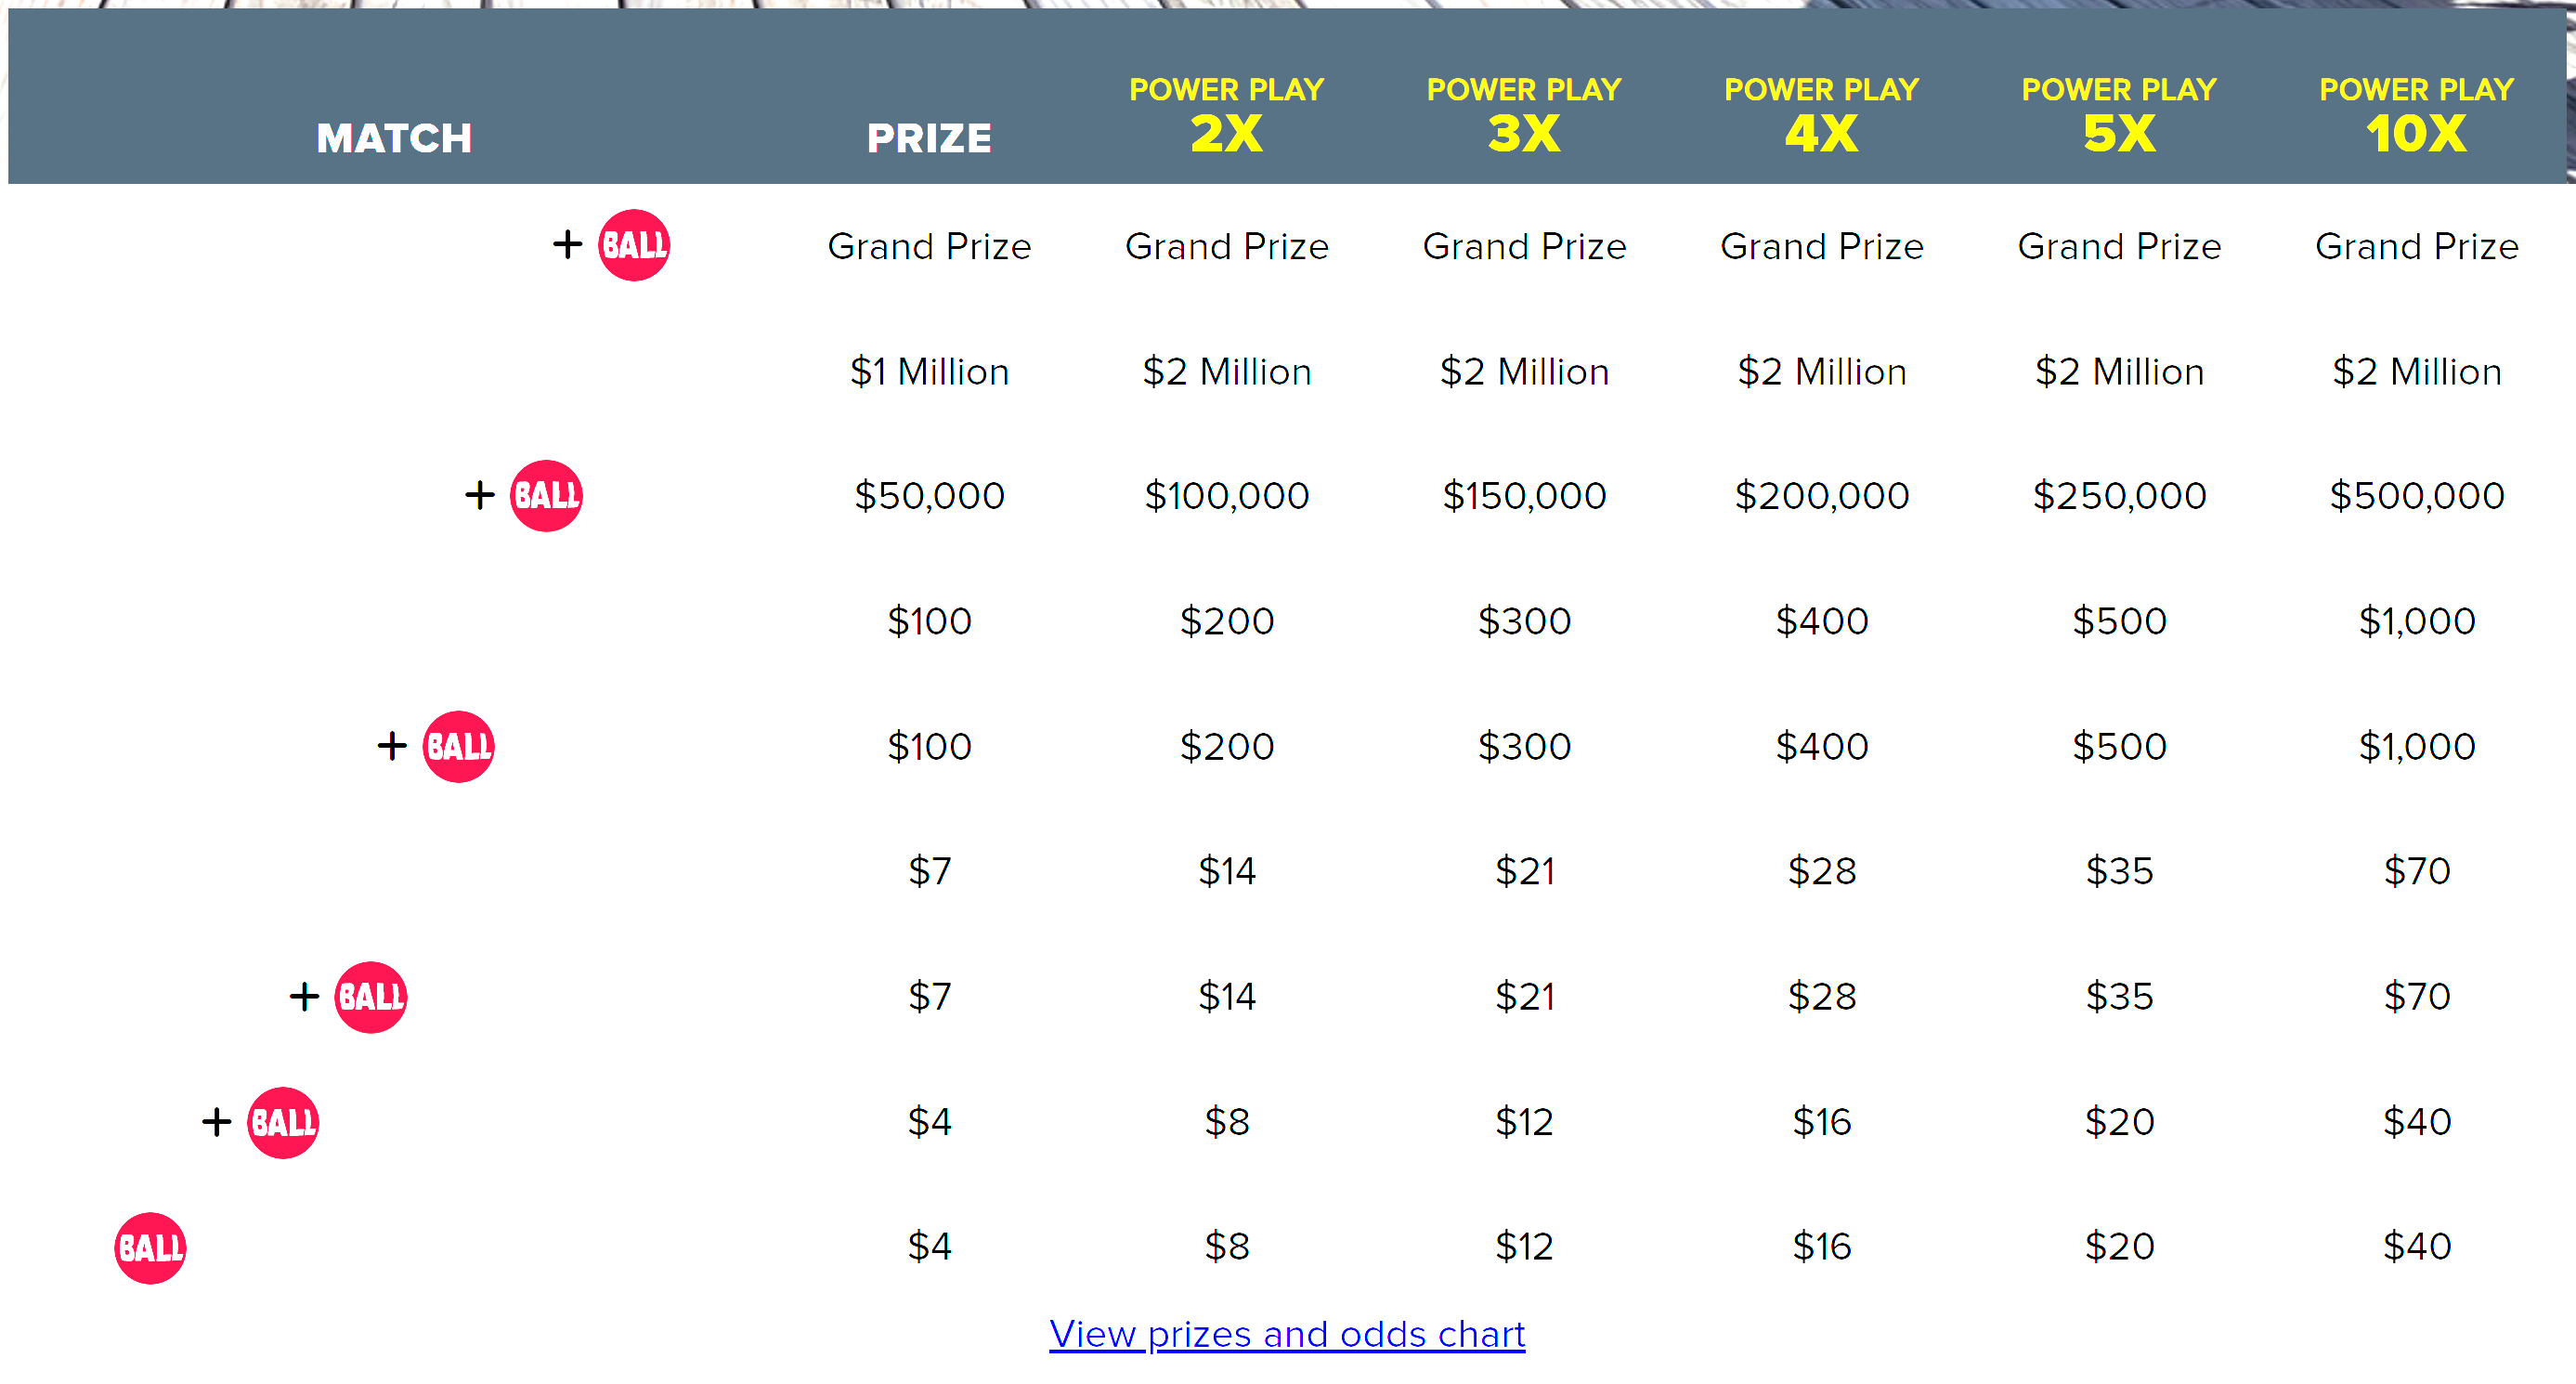 MATCH PRIZE POWER PLAY 2X POWER PLAY 3X POWER PLAY 4X POWER PLAY 5X POWER PLAY 10X
+ BALL Grand Prize Grand Prize Grand Prize Grand Prize Grand Prize Grand Prize
$1 Million $2 Million $2 Million $2 Million $2 Million $2 Million
+ BALL $50,000 $100,000 $150,000 $200,000 $250,000 $500,000
$100 $200 $300 $400 $500 $1,000
+ BALL $100 $200 $300 $400 $500 $1,000
$7 $14 $21 $28 $35 $70
+ BALL $7 $14 $21 $28 $35 $70
+ BALL $4 $8 $12 $16 $20 $40
BALL $4 $8 $12 $16 $20 $40
View prizes and odds chart